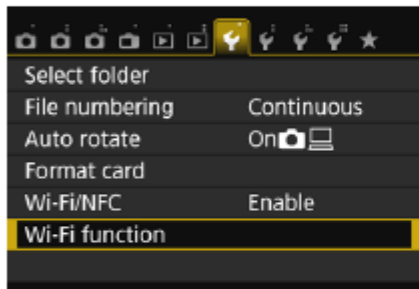 Select folder
File numbering Continuous
Auto rotate On
Format card
Wi-Fi/NFC Enable
Wi-Fi function